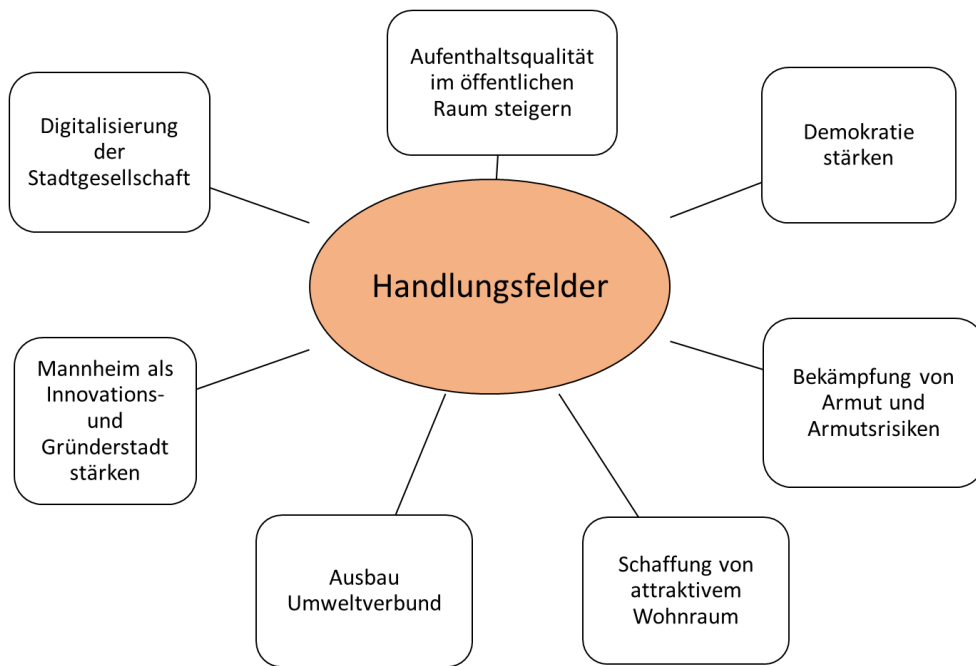 Aufenthaltsqualität
im öffentlichen
Raum steigern
Digitalisierung
der
Stadtgesellschaft
Demokratie
stärken
Handlungsfelder
Mannheim als
Innovations-
und
Gründerstadt
stärken
Bekämpfung von
Armut und
Armutsrisiken
Ausbau
Umweltverbund
Schaffung von
attraktivem
Wohnraum